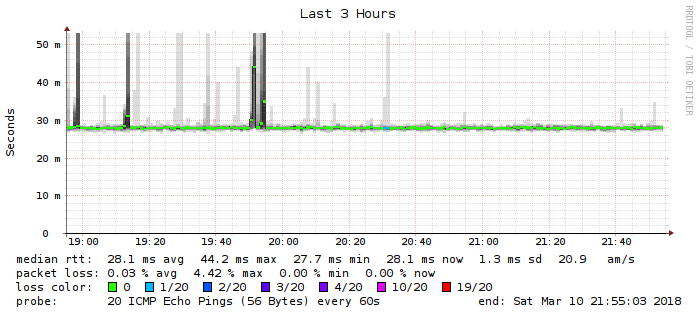 Last 3 Hours
RRDTOOL / TOBI OETIKER
Seconds
50 m
40 m
30 m
20 m
10 m
0
19:00 19:20 19:40 20:00 20:20 20:40 21:00 21:20 21:40
median rtt: 28.1 ms avg 44.2 ms max 27.7 ms min 28.1 ms now 1.3 ms sd 20.9 am/s
packet loss: 0.03 % avg 4.42 % max 0.00 % min 0.00 % now
loss color: 0 1/20 2/20 3/20 4/20 10/20 19/20
probe: 20 ICMP Echo Pings (56 Bytes) every 60s end: Sat Mar 10 21:55:03 2018